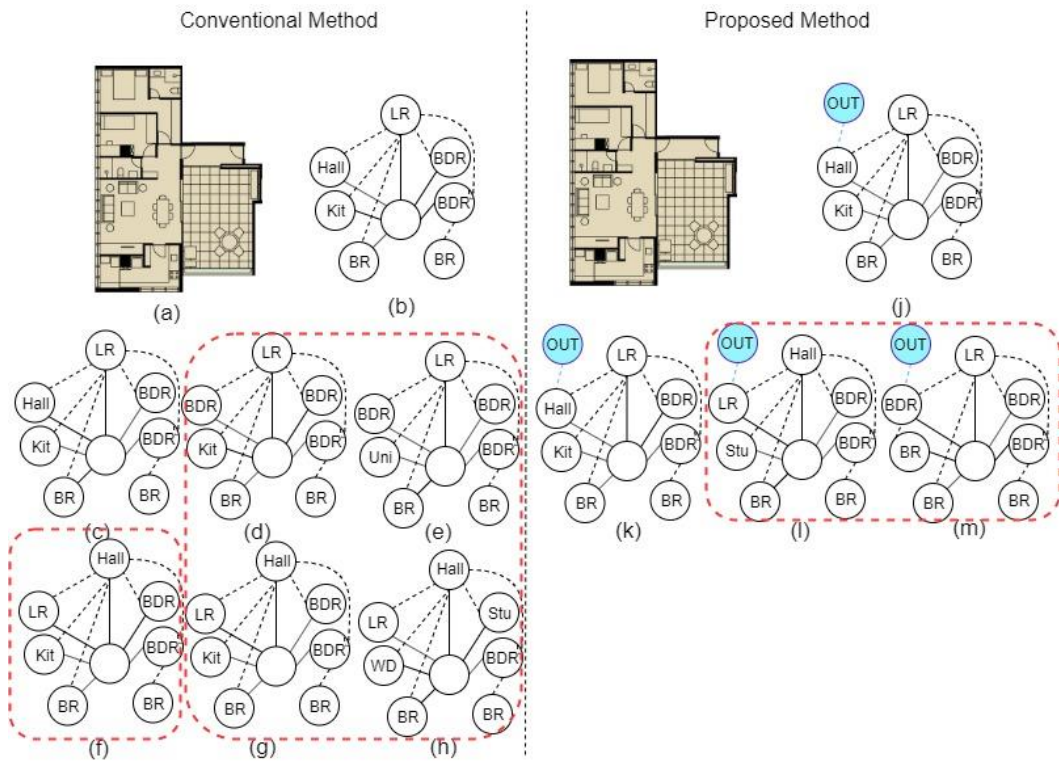 Conventional Method
Proposed Method
(a)
LR
Hall
BDR
Kit
BDR
BR
BR
(b)
OUT
LR
Hall
BDR
Kit
BDR
BR
BR
(j)
LR
Hall
BDR
Kit
BDR
BR
BR
(c)
LR
BDR
BDR
Kit
BDR
BR
BR
(d)
LR
BDR
BDR
Uni
BDR
BR
BR
(e)
OUT
LR
Hall
BDR
Kit
BDR
BR
BR
(k)
OUT
Hall
LR
BDR
Stu
BDR
BR
BR
(l)
OUT
LR
BDR
BDR
BR
BDR
BR
BR
(m)
Hall
LR
BDR
Kit
BDR
BR
BR
(f)
Hall
LR
BDR
Kit
BDR
BR
BR
(g)
Hall
LR
Stu
WD
BDR
BR
BR
(h)